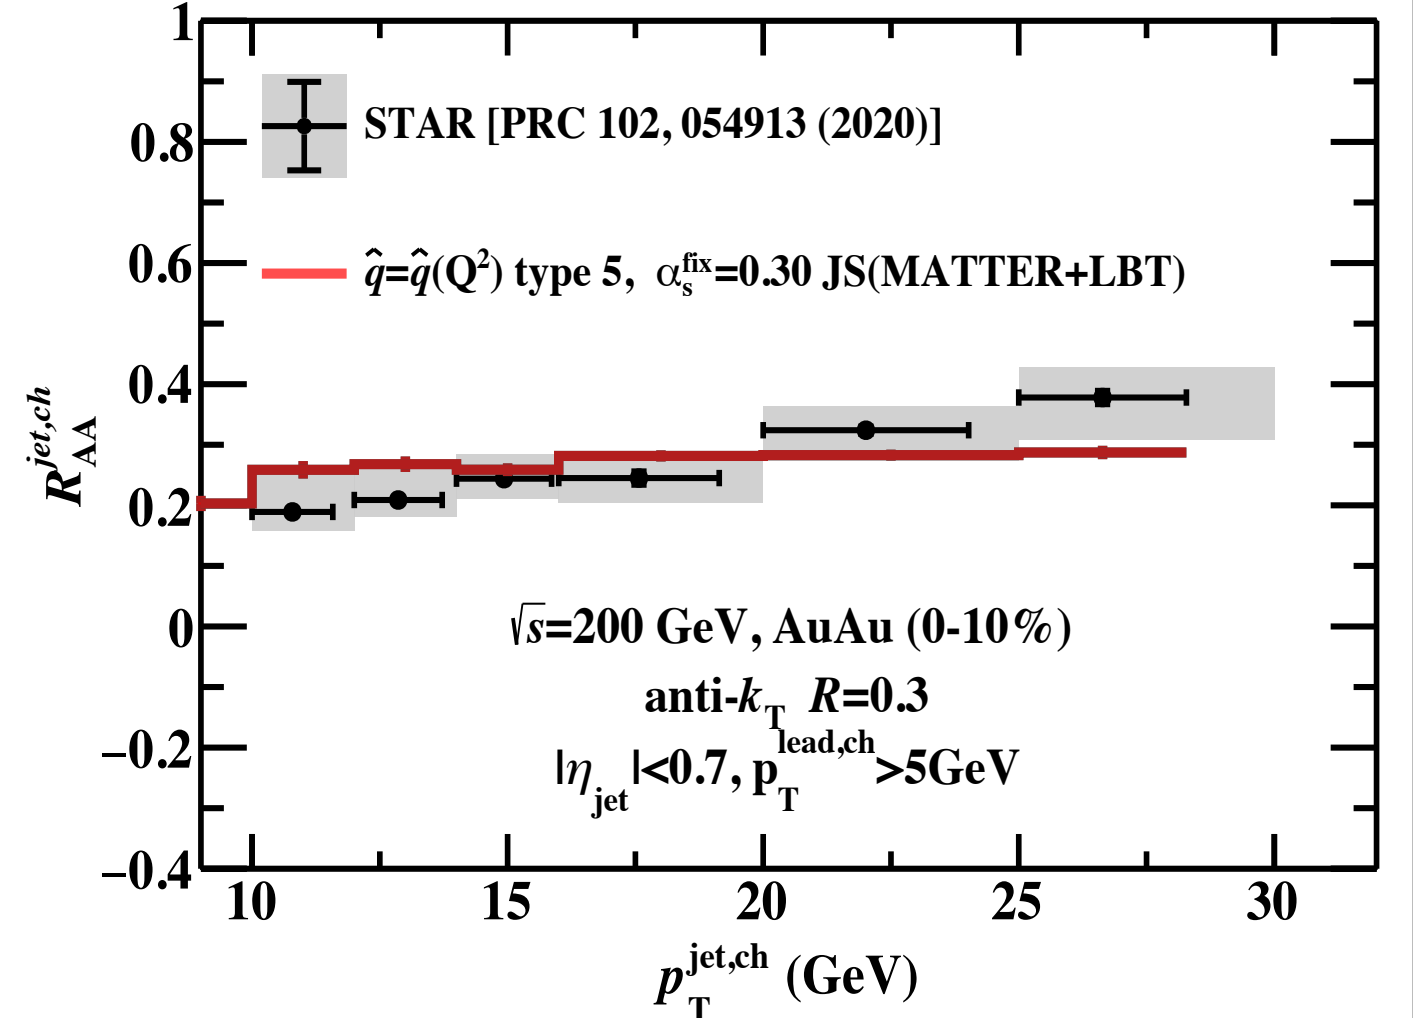 1
0.8
0.6
0.4
0.2
0
−0.2
−0.4
R_AA^jet,ch
STAR [PRC 102, 054913 (2020)]
q̂=q̂(Q²) type 5, α_s^fix=0.30 JS(MATTER+LBT)
√s=200 GeV, AuAu (0-10%)
anti-k_T R=0.3
|η_jet|<0.7, p_T^lead,ch>5GeV
10 15 20 25 30
p_T^jet,ch (GeV)